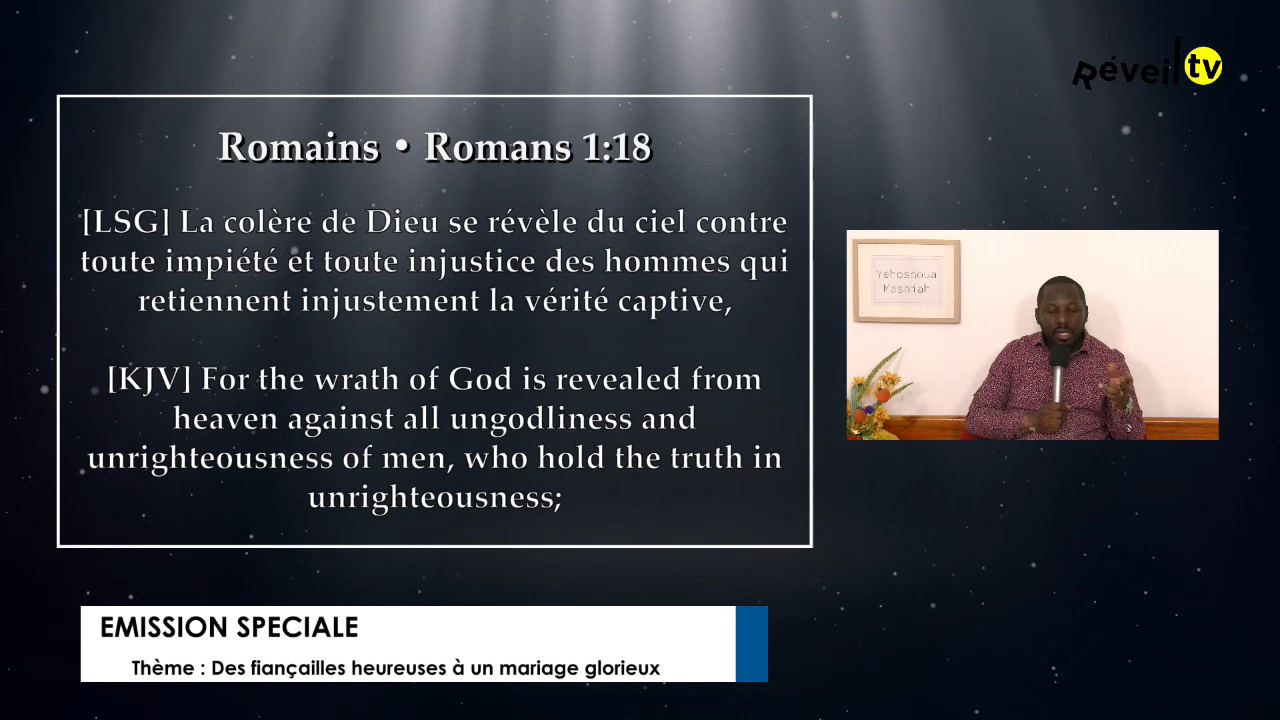 Réveil tv
Romains • Romans 1:18
[LSG] La colère de Dieu se révèle du ciel contre
toute impiété et toute injustice des hommes qui
retiennent injustement la vérité captive,
[KJV] For the wrath of God is revealed from
heaven against all ungodliness and
unrighteousness of men, who hold the truth in
unrighteousness;
Yéhoshoua
Mashiah
EMISSION SPECIALE
Thème : Des fiançailles heureuses à un mariage glorieux